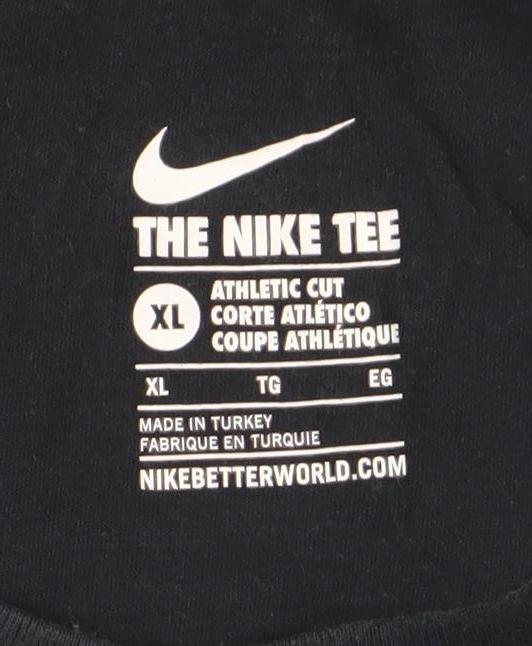 THE NIKE TEE
XL
ATHLETIC CUT
CORTE ATLÉTICO
COUPE ATHLÉTIQUE
XL TG EG
MADE IN TURKEY
FABRIQUE EN TURQUIE
NIKEBETTERWORLD.COM